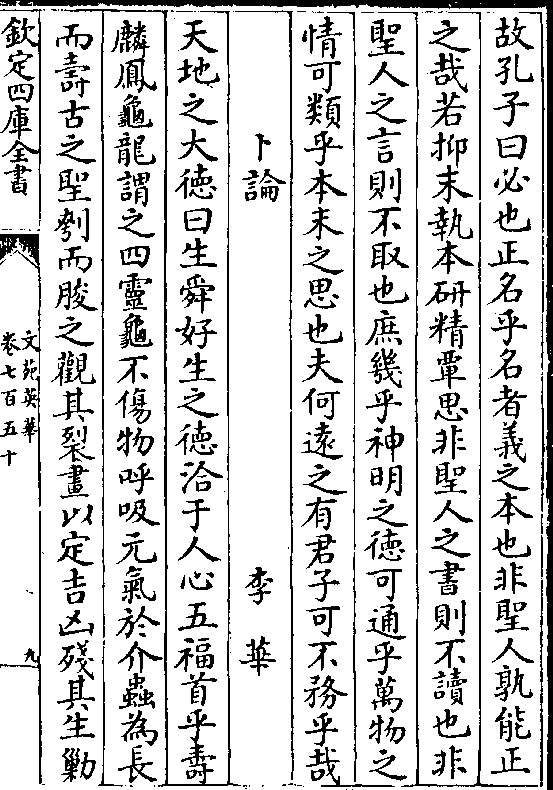 故孔子曰必也正名乎名者義之本也非聖人孰能正
之哉若抑末執本研精覃思非聖人之書則不讀也非
聖人之言則不取也庶幾乎神明之徳可通乎萬物之
情可類乎本末之思也夫何逺之有君子可不務乎哉
卜論 李華
天地之大徳曰生舜好生之徳洽于人心五福首乎壽
麟鳳龜龍謂之四靈龜不傷物呼吸元氣於介蟲為長
而壽古之聖刳而朘之觀其裂畫以定吉凶殘其生勦
欽定四庫全書
文苑英華
卷七百五十
九